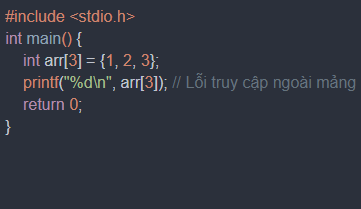 #include <stdio.h>
int main() {
    int arr[3] = {1, 2, 3};
    printf("%d\n", arr[3]); // Lỗi truy cập ngoài mảng
    return 0;
}